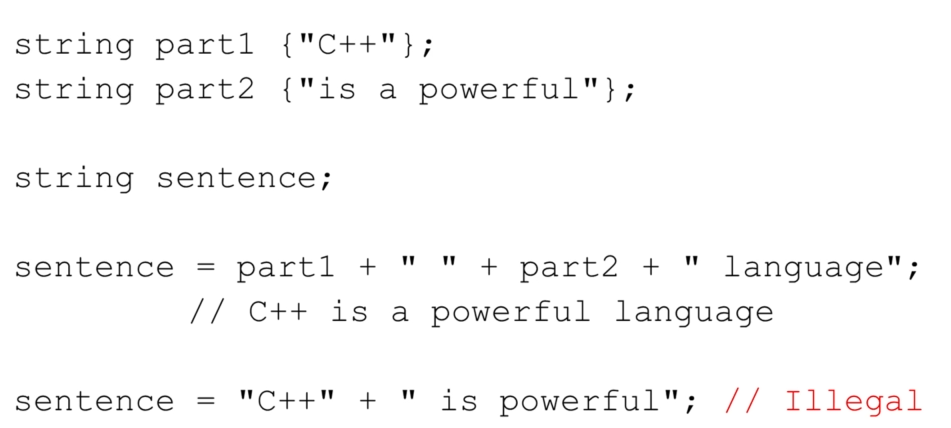 string part1 {"C++"};
string part2 {"is a powerful"};
string sentence;
sentence = part1 + " " + part2 + " language";
// C++ is a powerful language
sentence = "C++" + " is powerful"; // Illegal